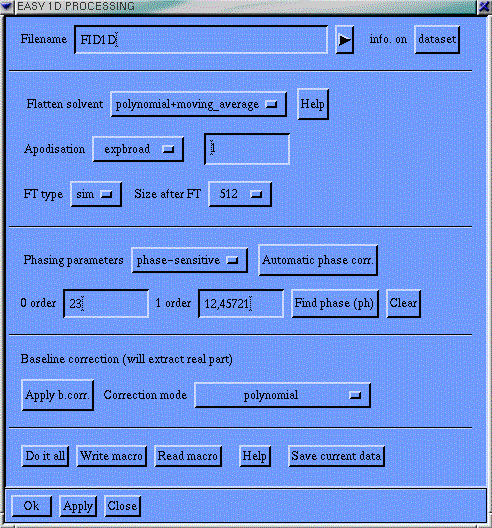 EASY 1D PROCESSING
Filename FID1D info. on dataset
Flatten solvent polynomial+moving_average Help
Apodisation expbroad 1
FT type sim Size after FT 512
Phasing parameters phase-sensitive Automatic phase corr.
0 order 23 1 order 12,45721 Find phase (ph) Clear
Baseline correction (will extract real part)
Apply b.corr. Correction mode polynomial
Do it all Write macro Read macro Help Save current data
Ok Apply Close